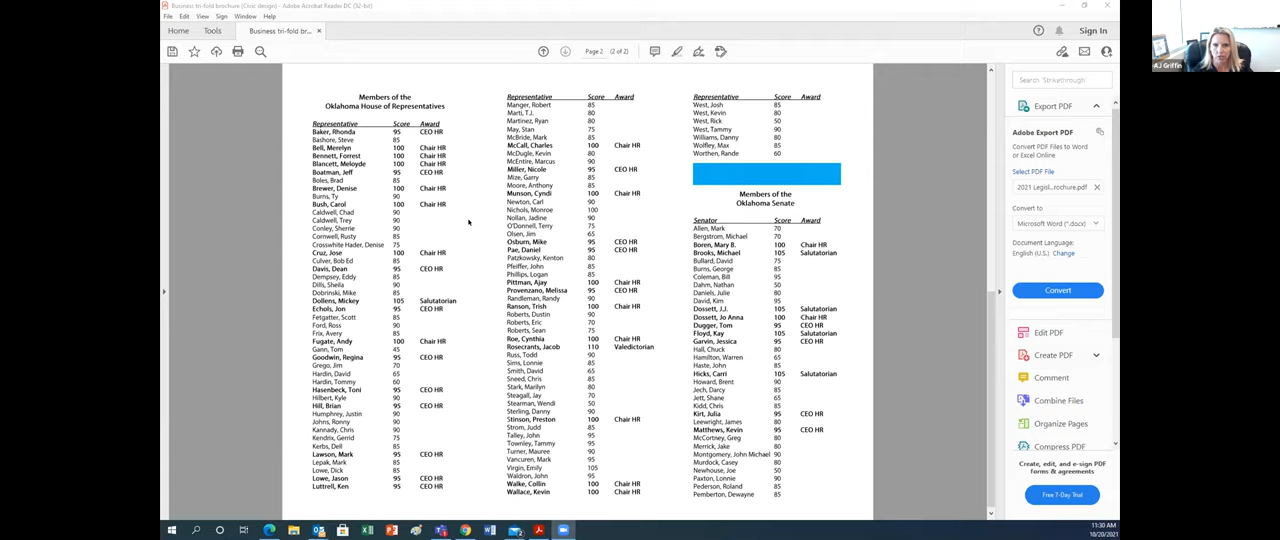 Business tri-fold brochure (Civic design) - Adobe Acrobat Reader DC (32-bit)
File Edit View Sign Window Help
Home Tools Business tri-fold br... × Sign In
Page 2 (2 of 2)
AJ Griffin
Members of the
Oklahoma House of Representatives
Representative Score Award
Baker, Rhonda 95 CEO HR
Bashore, Steve 85
Bell, Merelyn 100 Chair HR
Bennett, Forrest 100 Chair HR
Blancett, Meloyde 100 Chair HR
Boatman, Jeff 95 CEO HR
Boles, Brad 85
Brewer, Denise 100 Chair HR
Burns, Ty 90
Bush, Carol 100 Chair HR
Caldwell, Chad 90
Caldwell, Trey 90
Conley, Sherrie 90
Cornwell, Rusty 85
Crosswhite Hader, Denise 75
Cruz, Jose 100 Chair HR
Culver, Bob Ed 85
Davis, Dean 95 CEO HR
Dempsey, Eddy 85
Dills, Sheila 90
Dobrinski, Mike 85
Dollens, Mickey 105 Salutatorian
Echols, Jon 95 CEO HR
Fetgatter, Scott 85
Ford, Ross 90
Frix, Avery 85
Fugate, Andy 100 Chair HR
Gann, Tom 45
Goodwin, Regina 95 CEO HR
Grego, Jim 70
Hardin, David 65
Hardin, Tommy 60
Hasenbeck, Toni 95 CEO HR
Hilbert, Kyle 90
Hill, Brian 95 CEO HR
Humphrey, Justin 90
Johns, Ronny 90
Kannady, Chris 90
Kendrix, Gerrid 75
Kerbs, Dell 85
Lawson, Mark 95 CEO HR
Lepak, Mark 85
Lowe, Dick 85
Lowe, Jason 95 CEO HR
Luttrell, Ken 95 CEO HR
Representative Score Award
Manger, Robert 85
Marti, T.J. 80
Martinez, Ryan 80
May, Stan 75
McBride, Mark 85
McCall, Charles 100 Chair HR
McDugle, Kevin 80
McEntire, Marcus 90
Miller, Nicole 95 CEO HR
Mize, Garry 85
Moore, Anthony 85
Munson, Cyndi 100 Chair HR
Newton, Carl 90
Nichols, Monroe 100
Nollan, Jadine 90
O'Donnell, Terry 75
Olsen, Jim 65
Osburn, Mike 95 CEO HR
Pae, Daniel 95 CEO HR
Patzkowsky, Kenton 80
Pfeiffer, John 85
Phillips, Logan 85
Pittman, Ajay 100 Chair HR
Provenzano, Melissa 95 CEO HR
Randleman, Randy 90
Ranson, Trish 100 Chair HR
Roberts, Dustin 90
Roberts, Eric 70
Roberts, Sean 75
Roe, Cynthia 100 Chair HR
Rosecrants, Jacob 110 Valedictorian
Russ, Todd 90
Sims, Lonnie 85
Smith, David 65
Sneed, Chris 85
Stark, Marilyn 80
Steagall, Jay 70
Stearman, Wendi 50
Sterling, Danny 90
Stinson, Preston 100 Chair HR
Strom, Judd 85
Talley, John 95
Townley, Tammy 95
Turner, Mauree 90
Vancuren, Mark 95
Virgin, Emily 105
Waldron, John 95
Walke, Collin 100 Chair HR
Wallace, Kevin 100 Chair HR
Representative Score Award
West, Josh 85
West, Kevin 80
West, Rick 50
West, Tammy 90
Williams, Danny 80
Wolfley, Max 85
Worthen, Rande 60
Members of the
Oklahoma Senate
Senator Score Award
Allen, Mark 70
Bergstrom, Michael 70
Boren, Mary B. 100 Chair HR
Brooks, Michael 105 Salutatorian
Bullard, David 75
Burns, George 85
Coleman, Bill 95
Dahm, Nathan 50
Daniels, Julie 80
David, Kim 95
Dossett, J.J. 105 Salutatorian
Dossett, Jo Anna 100 Chair HR
Dugger, Tom 95 CEO HR
Floyd, Kay 105 Salutatorian
Garvin, Jessica 95 CEO HR
Hall, Chuck 80
Hamilton, Warren 65
Haste, John 85
Hicks, Carri 105 Salutatorian
Howard, Brent 90
Jech, Darcy 85
Jett, Shane 65
Kidd, Chris 85
Kirt, Julia 95 CEO HR
Leewright, James 80
Matthews, Kevin 95 CEO HR
McCortney, Greg 80
Merrick, Jake 80
Montgomery, John Michael 90
Murdock, Casey 80
Newhouse, Joe 50
Paxton, Lonnie 90
Pederson, Roland 85
Pemberton, Dewayne 80
Search 'Strikethrough'
Export PDF
Adobe Export PDF
Convert PDF Files to Word
or Excel Online
Select PDF File
2021 Legisl...rochure.pdf ×
Convert to
Microsoft Word (*.docx)
Document Language:
English (U.S.) Change
Convert
Edit PDF
Create PDF
Comment
Combine Files
Organize Pages
Compress PDF
Create, edit, and e-sign PDF
forms & agreements
Free 7-Day Trial
11:30 AM
10/20/2021